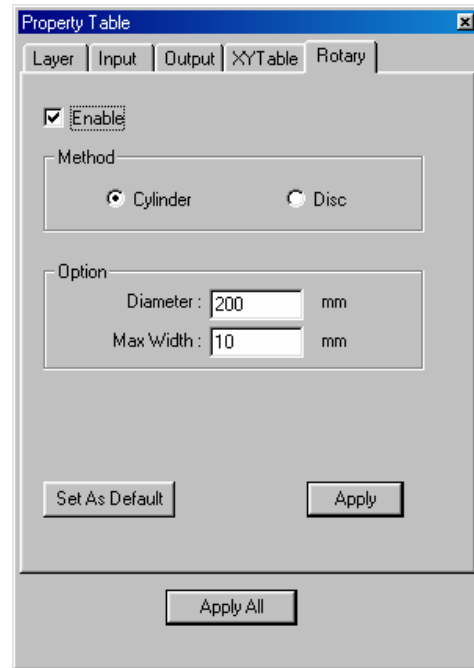 Property Table
Layer Input Output XYTable Rotary
Enable
Method
Cylinder Disc
Option
Diameter : 200 mm
Max Width : 10 mm
Set As Default Apply
Apply All